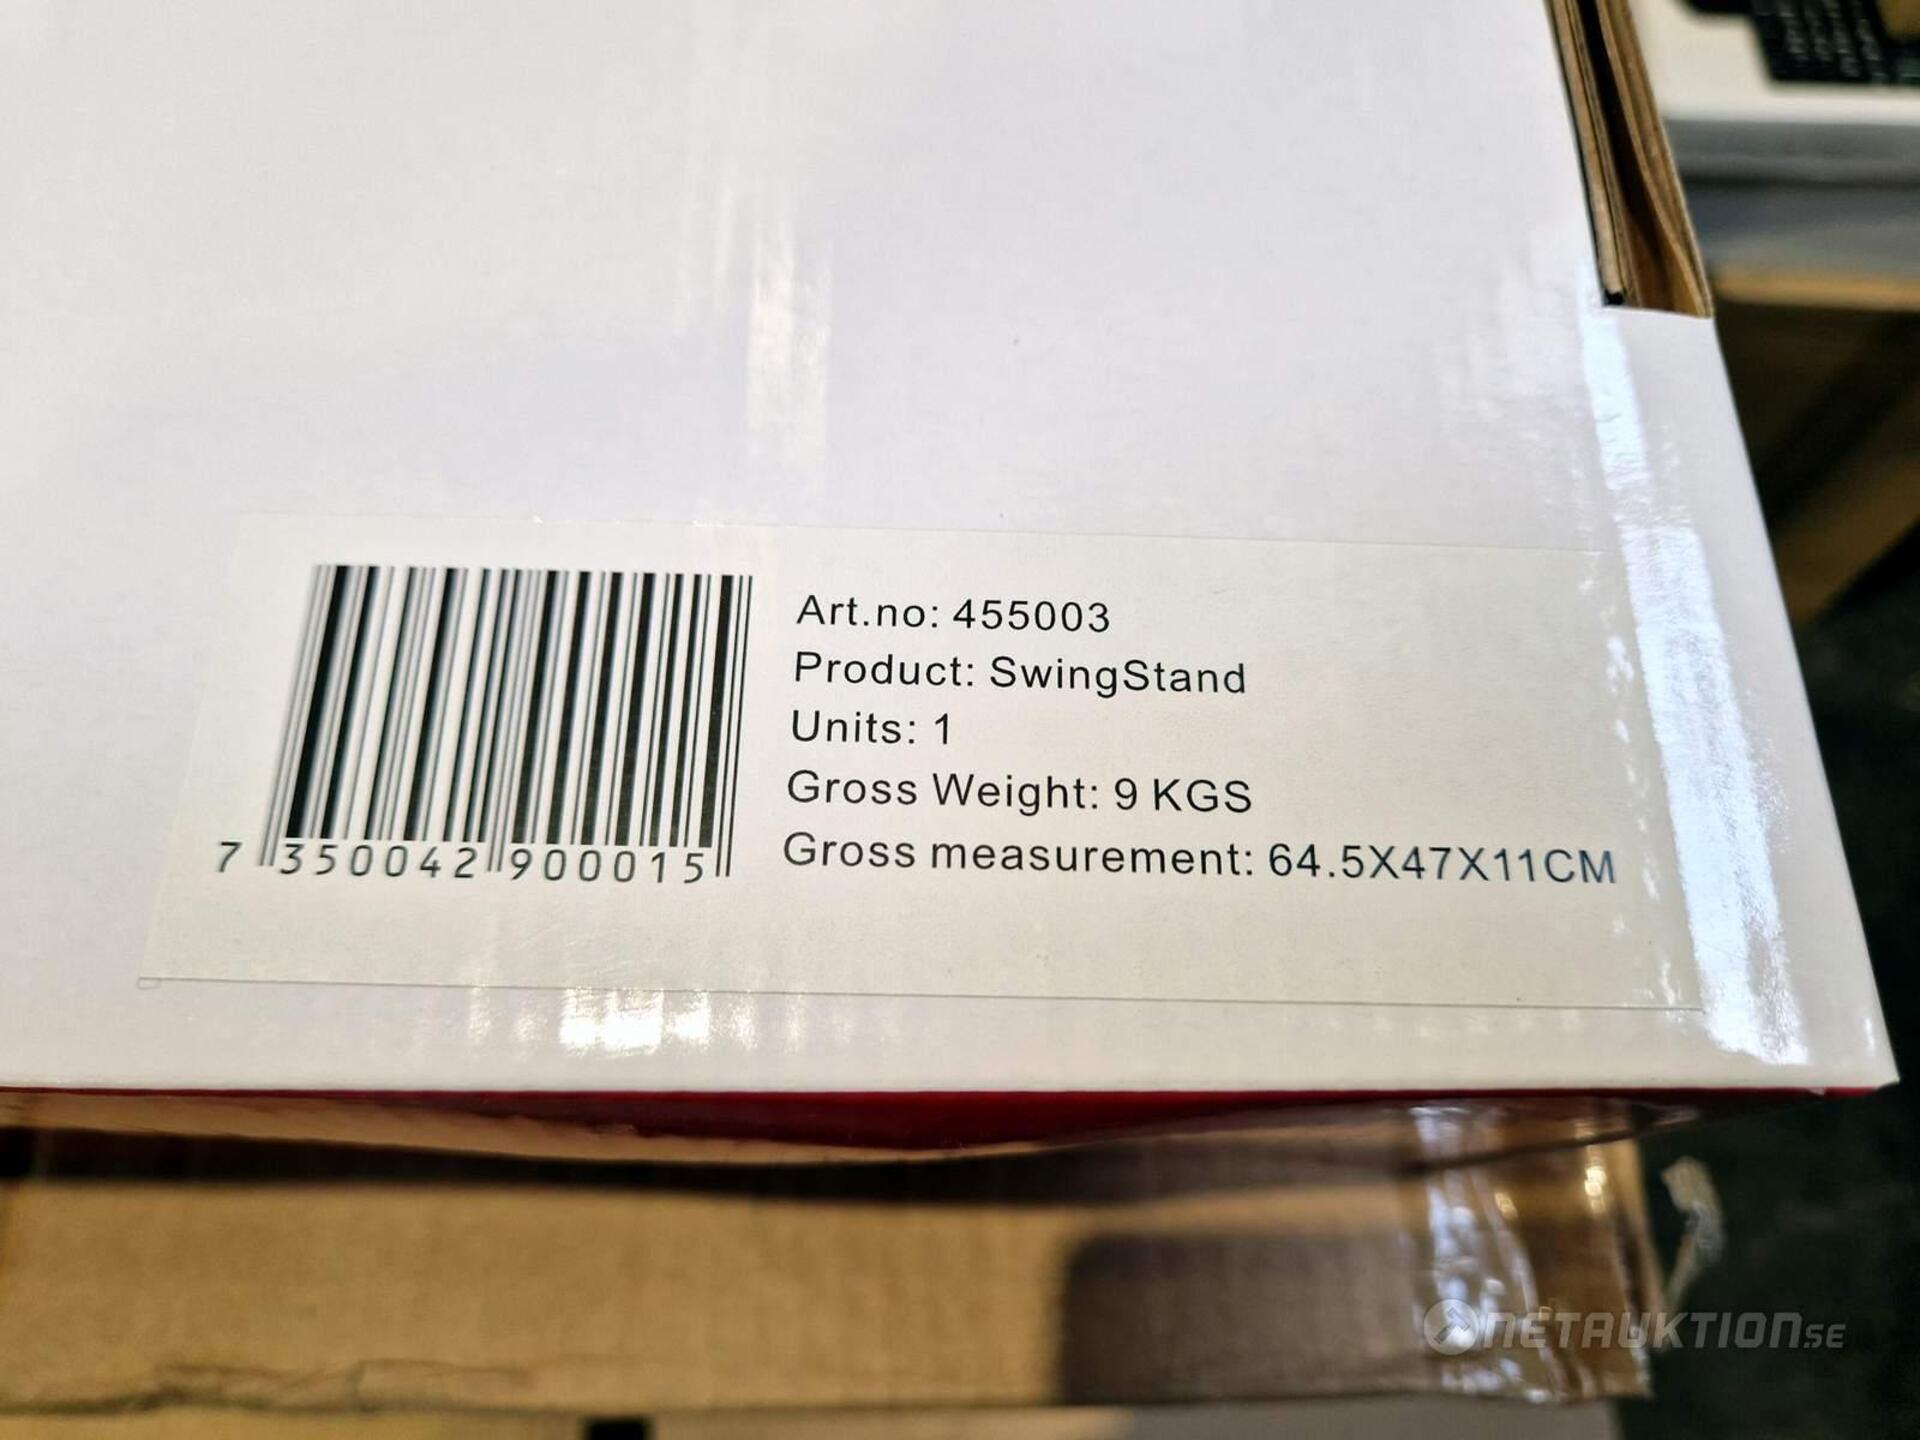 Art.no: 455003
Product: SwingStand
Units: 1
Gross Weight: 9 KGS
Gross measurement: 64.5X47X11CM
7 350042 900015
NETAUKTION.SE